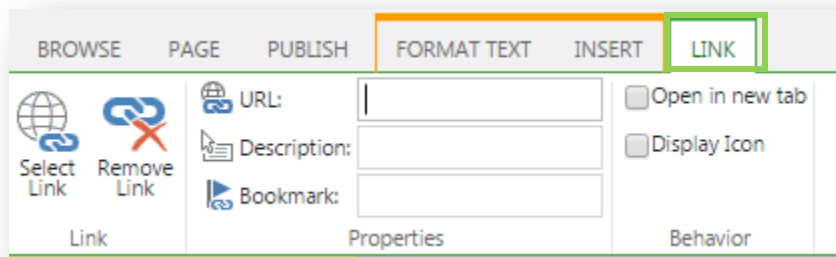 BROWSE PAGE PUBLISH FORMAT TEXT INSERT LINK
Select Link
Remove Link
URL:
Description:
Bookmark:
Open in new tab
Display Icon
Link Properties Behavior